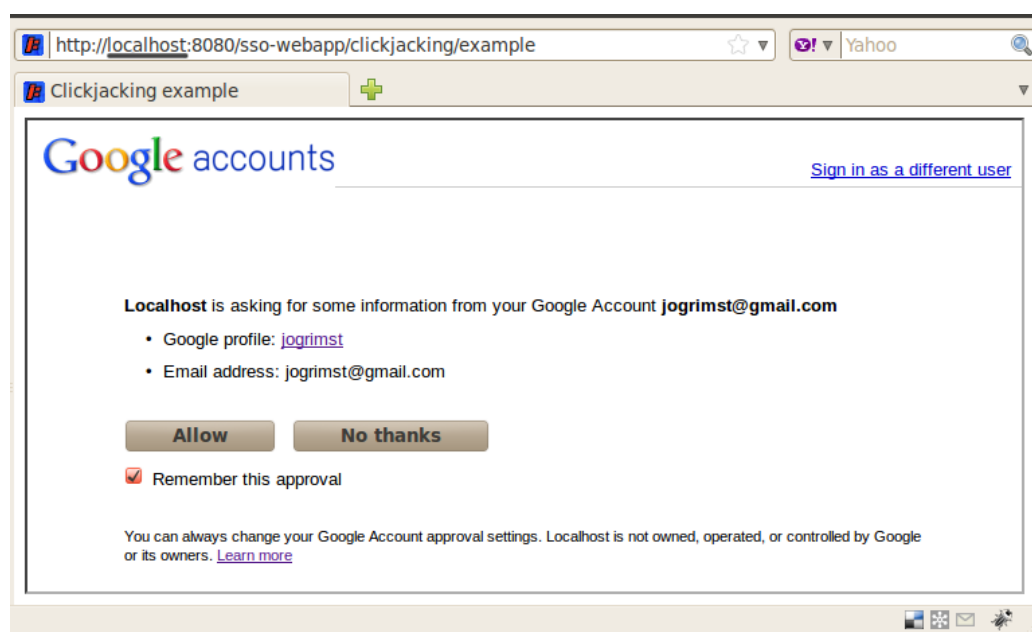 http://localhost:8080/sso-webapp/clickjacking/example
Yahoo
Clickjacking example
Google accounts
Sign in as a different user
Localhost is asking for some information from your Google Account jogrimst@gmail.com
• Google profile: jogrimst
• Email address: jogrimst@gmail.com
Allow No thanks
Remember this approval
You can always change your Google Account approval settings. Localhost is not owned, operated, or controlled by Google
or its owners. Learn more